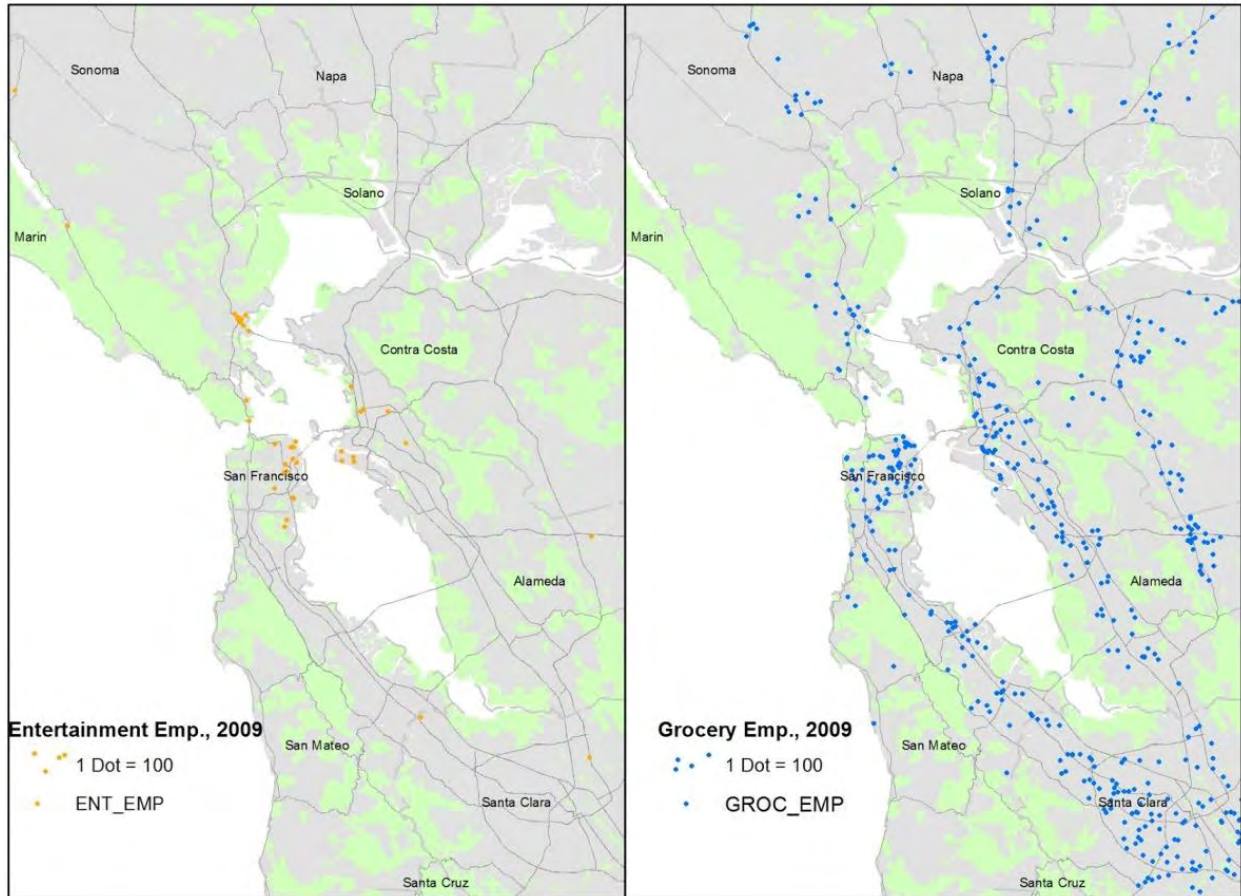 Sonoma
Napa
Solano
Marin
Contra Costa
San Francisco
Alameda
Entertainment Emp., 2009
San Mateo
1 Dot = 100
ENT_EMP
Santa Clara
Santa Cruz
Sonoma
Napa
Solano
Marin
Contra Costa
San Francisco
Alameda
Grocery Emp., 2009
San Mateo
1 Dot = 100
GROC_EMP
Santa Clara
Santa Cruz